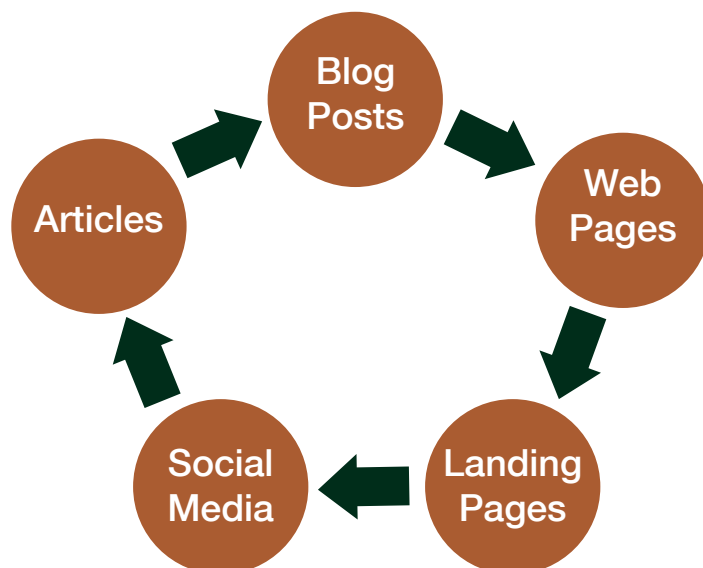 Blog
Posts
Web
Pages
Landing
Pages
Social
Media
Articles